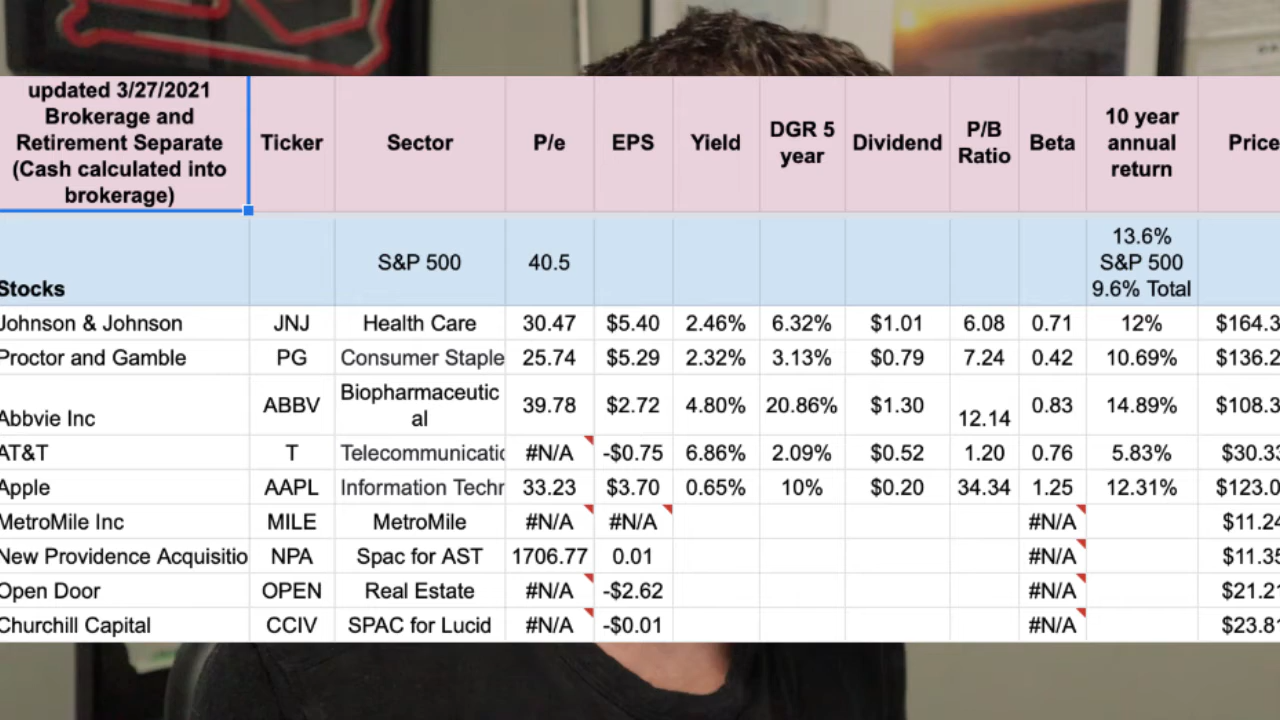 updated 3/27/2021
Brokerage and
Retirement Separate
(Cash calculated into
brokerage)
Ticker
Sector
P/e
EPS
Yield
DGR 5
year
Dividend
P/B
Ratio
Beta
10 year
annual
return
Price
Stocks
S&P 500
40.5
13.6%
S&P 500
9.6% Total
Johnson & Johnson JNJ Health Care 30.47 $5.40 2.46% 6.32% $1.01 6.08 0.71 12% $164.3
Proctor and Gamble PG Consumer Staple 25.74 $5.29 2.32% 3.13% $0.79 7.24 0.42 10.69% $136.2
Abbvie Inc ABBV Biopharmaceutic
al 39.78 $2.72 4.80% 20.86% $1.30 12.14 0.83 14.89% $108.3
AT&T T Telecommunicatic #N/A -$0.75 6.86% 2.09% $0.52 1.20 0.76 5.83% $30.33
Apple AAPL Information Techr 33.23 $3.70 0.65% 10% $0.20 34.34 1.25 12.31% $123.0
MetroMile Inc MILE MetroMile #N/A #N/A #N/A $11.24
New Providence Acquisitio NPA Spac for AST 1706.77 0.01 #N/A $11.35
Open Door OPEN Real Estate #N/A -$2.62 #N/A $21.21
Churchill Capital CCIV SPAC for Lucid #N/A -$0.01 #N/A $23.81